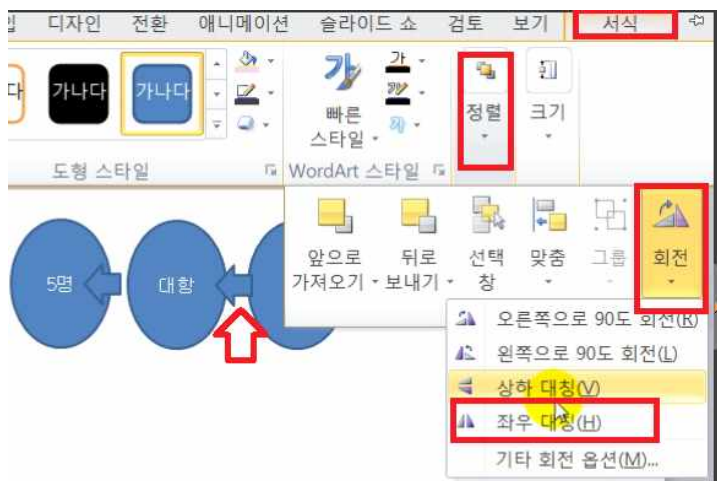 디자인 전환 애니메이션 슬라이드 쇼 검토 보기 서식
가나다 가나다 가 가 가
빠른 스타일 정렬 크기
도형 스타일 WordArt 스타일
앞으로 가져오기 뒤로 보내기 선택 창 맞춤 그룹 회전
5명 대항
오른쪽으로 90도 회전(R)
왼쪽으로 90도 회전(L)
상하 대칭(V)
좌우 대칭(H)
기타 회전 옵션(M)...